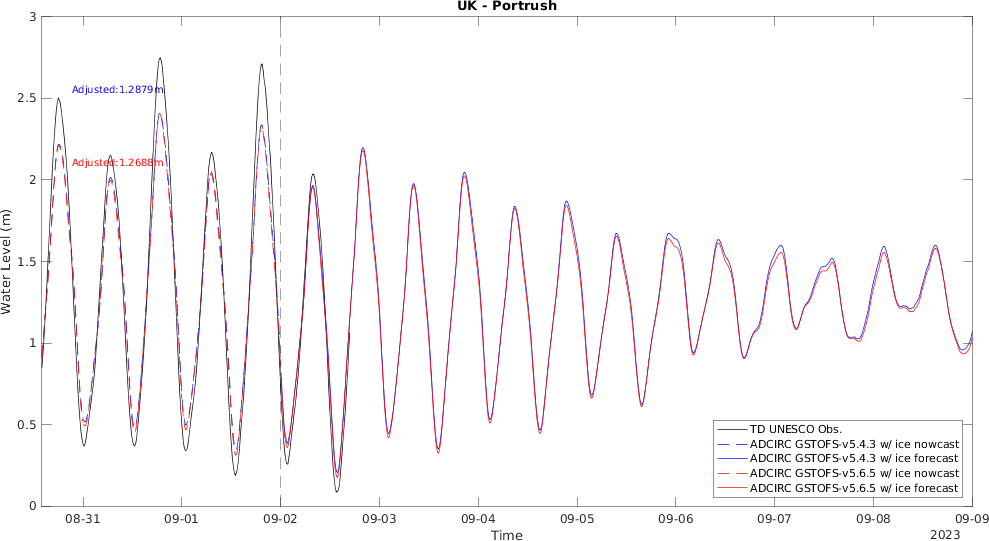 UK - Portrush
3
2.5
2
1.5
1
0.5
0
Water Level (m)
Adjusted:1.2879m
Adjusted:1.2688m
TD UNESCO Obs.
ADCIRC GSTOFS-v5.4.3 w/ ice nowcast
ADCIRC GSTOFS-v5.4.3 w/ ice forecast
ADCIRC GSTOFS-v5.6.5 w/ ice nowcast
ADCIRC GSTOFS-v5.6.5 w/ ice forecast
08-31 09-01 09-02 09-03 09-04 09-05 09-06 09-07 09-08 09-09
Time
2023